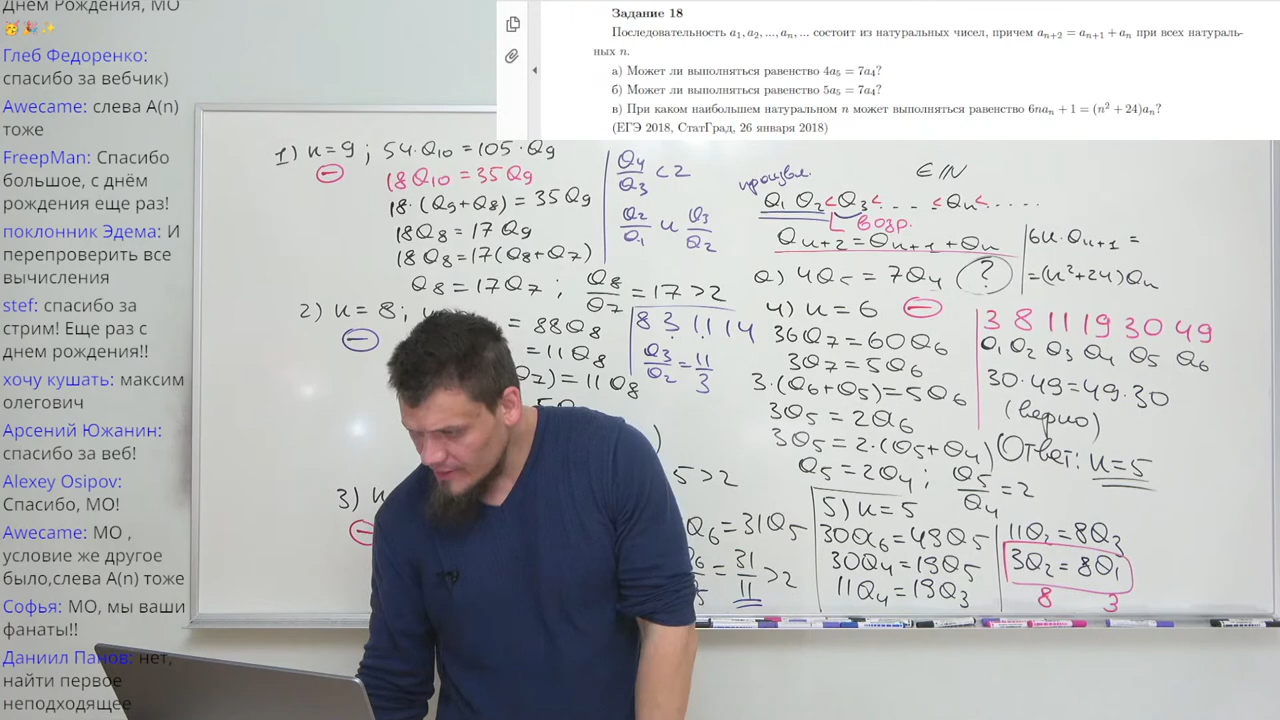 Днем Рождения, МО
🥳🎉✨
Глеб Федоренко:
спасибо за вебчик)
Awecame: слева A(n)
тоже
FreepMan: Спасибо
большое, с днём
рождения еще раз!
поклонник Эдема: И
перепроверить все
вычисления
stef: спасибо за
стрим! Еще раз с
днем рождения!!
хочу кушать: максим
олегович
Арсений Южанин:
спасибо за веб!
Alexey Osipov:
Спасибо, МО!
Awecame: МО ,
условие же другое
было,слева A(n) тоже
Софья: МО, мы ваши
фанаты!!
Даниил Панов: нет,
найти первое
неподходящее
Задание 18
Последовательность a₁, a₂, ..., aₙ, ... состоит из натуральных чисел, причем aₙ₊₂ = aₙ₊₁ + aₙ при всех натураль-
ных n.
а) Может ли выполняться равенство 4a₅ = 7a₄?
б) Может ли выполняться равенство 5a₅ = 7a₄?
в) При каком наибольшем натуральном n может выполняться равенство 6naₙ + 1 = (n² + 24)aₙ?
(ЕГЭ 2018, СтатГрад, 26 января 2018)
1) n=9 ; 54·a₁₀=105·a₉
18a₁₀ = 35a₉
18·(a₉+a₈) = 35a₉
18a₈ = 17a₉
18a₈ = 17(a₈+a₇)
a₈ = 17a₇ ; a₈/a₇ = 17 > 2
2) n = 8 ;
= 88a₈
= 11a₈
) = 11a₈
3)
a₄/a₃ < 2
a₂/a₁ и a₃/a₂
8 3 11 14
a₃/a₂ = 11/3
5 > 2
= 31a₅
= 31/11 > 2
произвол.
∈ ℕ
a₁ a₂ < a₃ < . . . . < aₙ < . . . . .
возр.
aₙ₊₂ = aₙ₊₁ + aₙ
6n·aₙ₊₁ =
= (n²+24)aₙ
а) 4a₅ = 7a₄ ?
4) n = 6
36a₇ = 60a₆
3a₇ = 5a₆
3·(a₆+a₅) = 5a₆
3a₅ = 2a₆
3a₅ = 2·(a₅+a₄)
a₅ = 2a₄ ; a₅/a₄ = 2
3 8 11 19 30 49
a₁ a₂ a₃ a₄ a₅ a₆
30·49=49·30
(верно)
Ответ: n=5
5) n = 5
30a₆ = 49a₅
30a₄ = 19a₅
11a₄ = 19a₃
11a₂ = 8a₃
3a₂ = 8a₁
8 3